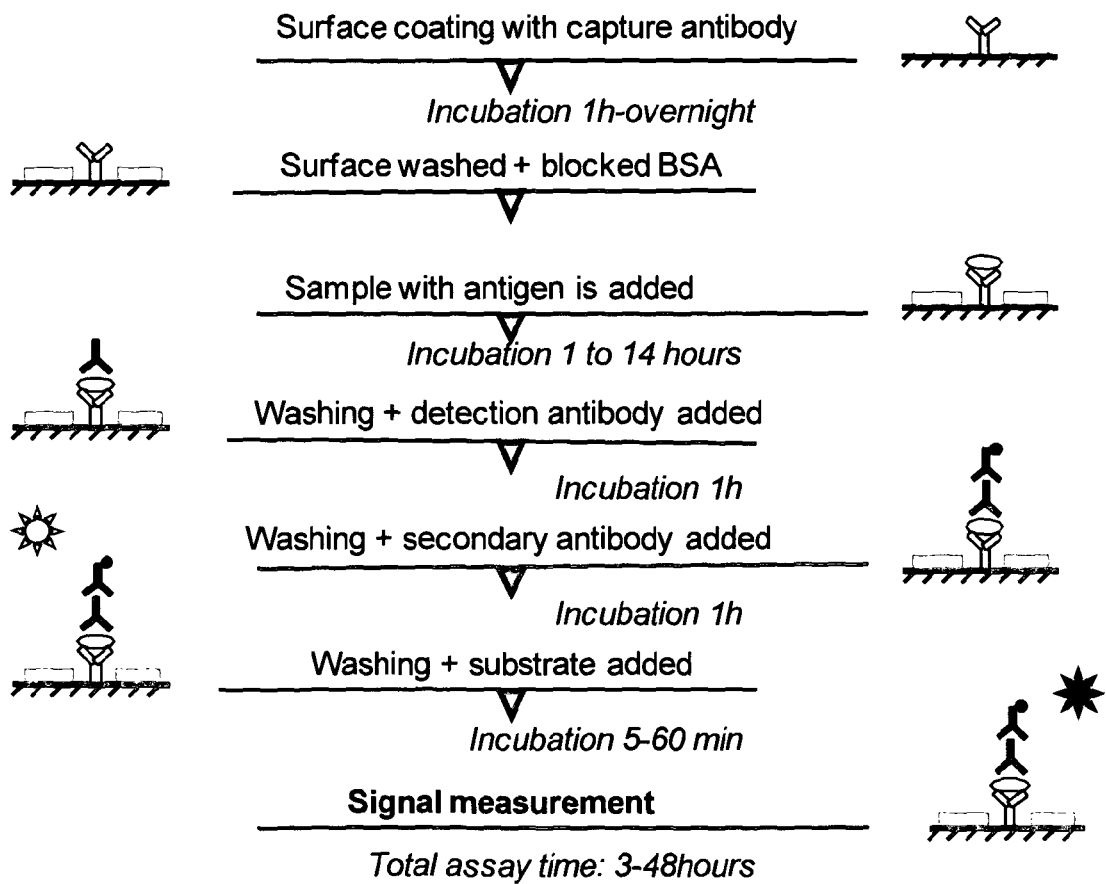 Surface coating with capture antibody
Incubation 1h-overnight
Surface washed + blocked BSA
Sample with antigen is added
Incubation 1 to 14 hours
Washing + detection antibody added
Incubation 1h
Washing + secondary antibody added
Incubation 1h
Washing + substrate added
Incubation 5-60 min
Signal measurement
Total assay time: 3-48hours